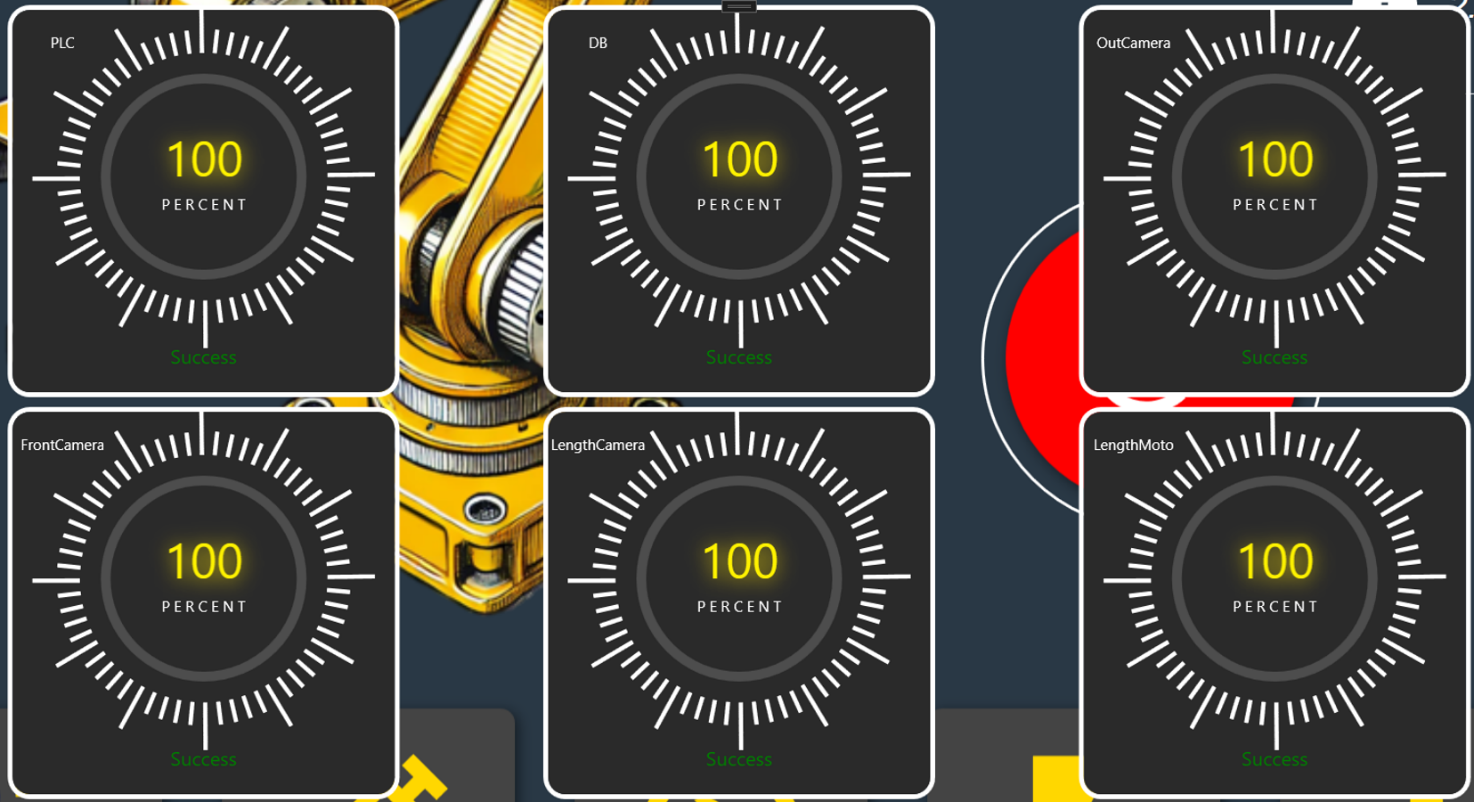 PLC
100
PERCENT
Success
DB
100
PERCENT
Success
OutCamera
100
PERCENT
Success
FrontCamera
100
PERCENT
Success
LengthCamera
100
PERCENT
Success
LengthMoto
100
PERCENT
Success